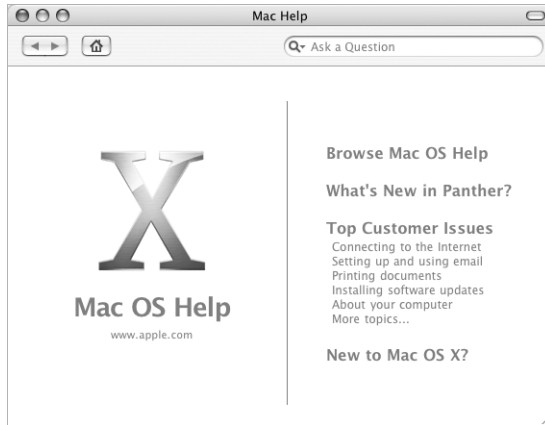 Mac Help
Ask a Question
X
Mac OS Help
www.apple.com
Browse Mac OS Help
What's New in Panther?
Top Customer Issues
Connecting to the Internet
Setting up and using email
Printing documents
Installing software updates
About your computer
More topics...
New to Mac OS X?